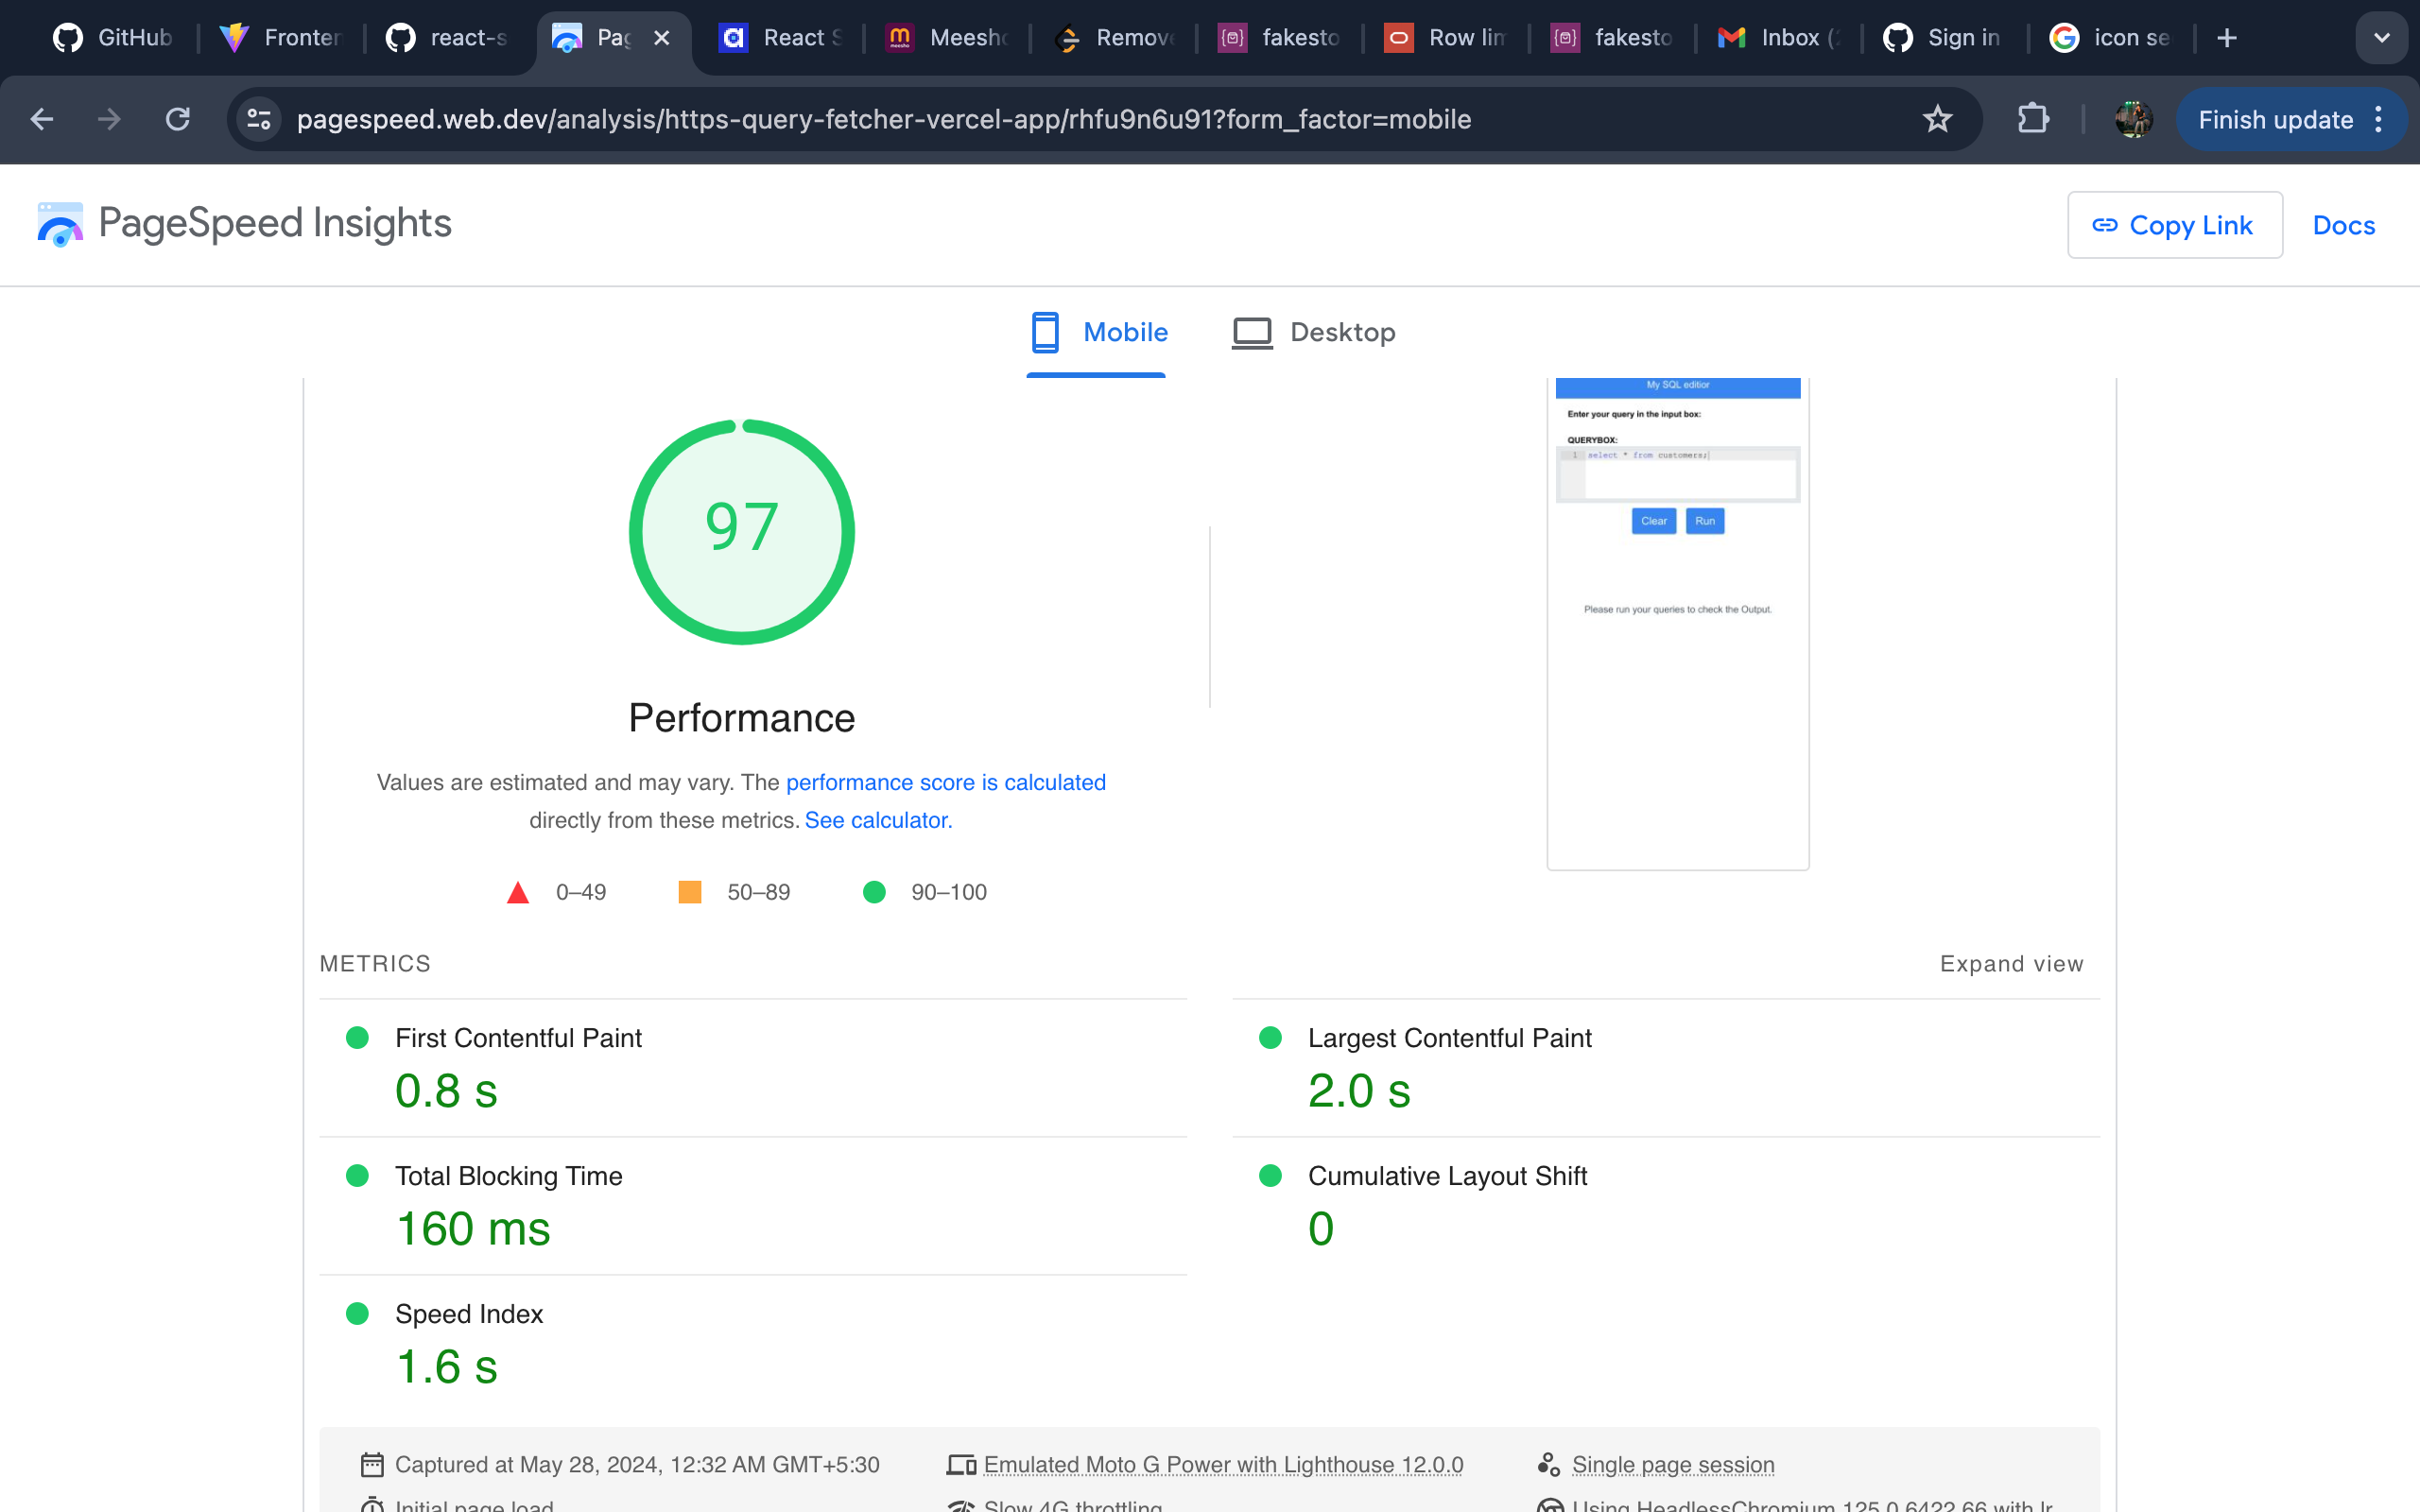 GitHub
Fronten
react-s
Pag
React S
Meesho
Remove
fakesto
Row lim
fakesto
Inbox (
Sign in
icon se
pagespeed.web.dev/analysis/https-query-fetcher-vercel-app/rhfu9n6u91?form_factor=mobile
Finish update
PageSpeed Insights
Copy Link
Docs
Mobile
Desktop
My SQL editior
Enter your query in the input box:
QUERYBOX:
1 select * from customers;
Clear
Run
Please run your queries to check the Output.
97
Performance
Values are estimated and may vary. The performance score is calculated
directly from these metrics. See calculator.
0–49
50–89
90–100
METRICS
Expand view
First Contentful Paint
0.8 s
Largest Contentful Paint
2.0 s
Total Blocking Time
160 ms
Cumulative Layout Shift
0
Speed Index
1.6 s
Captured at May 28, 2024, 12:32 AM GMT+5:30
Emulated Moto G Power with Lighthouse 12.0.0
Single page session
Initial page load
Slow 4G throttling
Using HeadlessChromium 125.0.6422.66 with lr